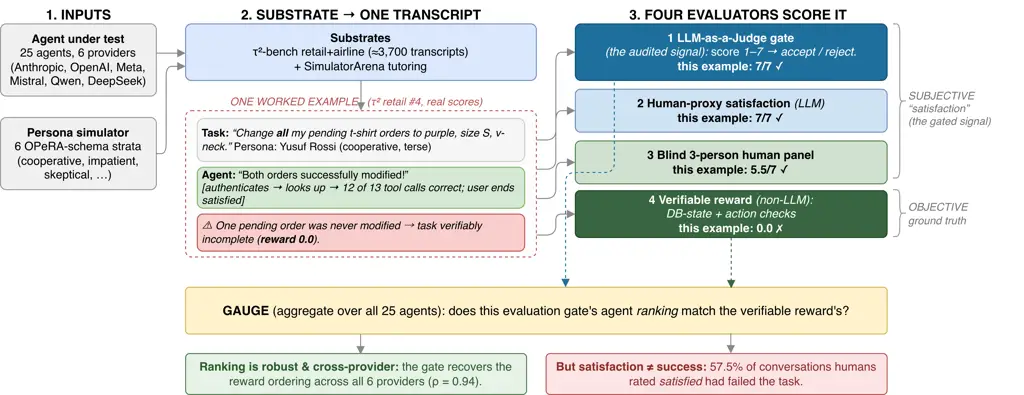 1. INPUTS
Agent under test
25 agents, 6 providers
(Anthropic, OpenAI, Meta,
Mistral, Qwen, DeepSeek)
Persona simulator
6 OPeRA-schema strata
(cooperative, impatient,
skeptical, …)
2. SUBSTRATE → ONE TRANSCRIPT
Substrates
τ²-bench retail+airline (≈3,700 transcripts)
+ SimulatorArena tutoring
ONE WORKED EXAMPLE (τ² retail #4, real scores)
Task: “Change all my pending t-shirt orders to purple, size S, v-
neck.” Persona: Yusuf Rossi (cooperative, terse)
Agent: “Both orders successfully modified!”
[authenticates → looks up → 12 of 13 tool calls correct; user ends
satisfied]
⚠ One pending order was never modified → task verifiably
incomplete (reward 0.0).
3. FOUR EVALUATORS SCORE IT
1 LLM-as-a-Judge gate
(the audited signal): score 1–7 → accept / reject.
this example: 7/7 ✓
2 Human-proxy satisfaction (LLM)
this example: 7/7 ✓
3 Blind 3-person human panel
this example: 5.5/7 ✓
4 Verifiable reward (non-LLM):
DB-state + action checks
this example: 0.0 ✗
SUBJECTIVE
“satisfaction”
(the gated signal)
OBJECTIVE
ground truth
GAUGE (aggregate over all 25 agents): does this evaluation gate's agent ranking match the verifiable reward's?
Ranking is robust & cross-provider: the gate recovers the
reward ordering across all 6 providers (ρ = 0.94).
But satisfaction ≠ success: 57.5% of conversations humans
rated satisfied had failed the task.